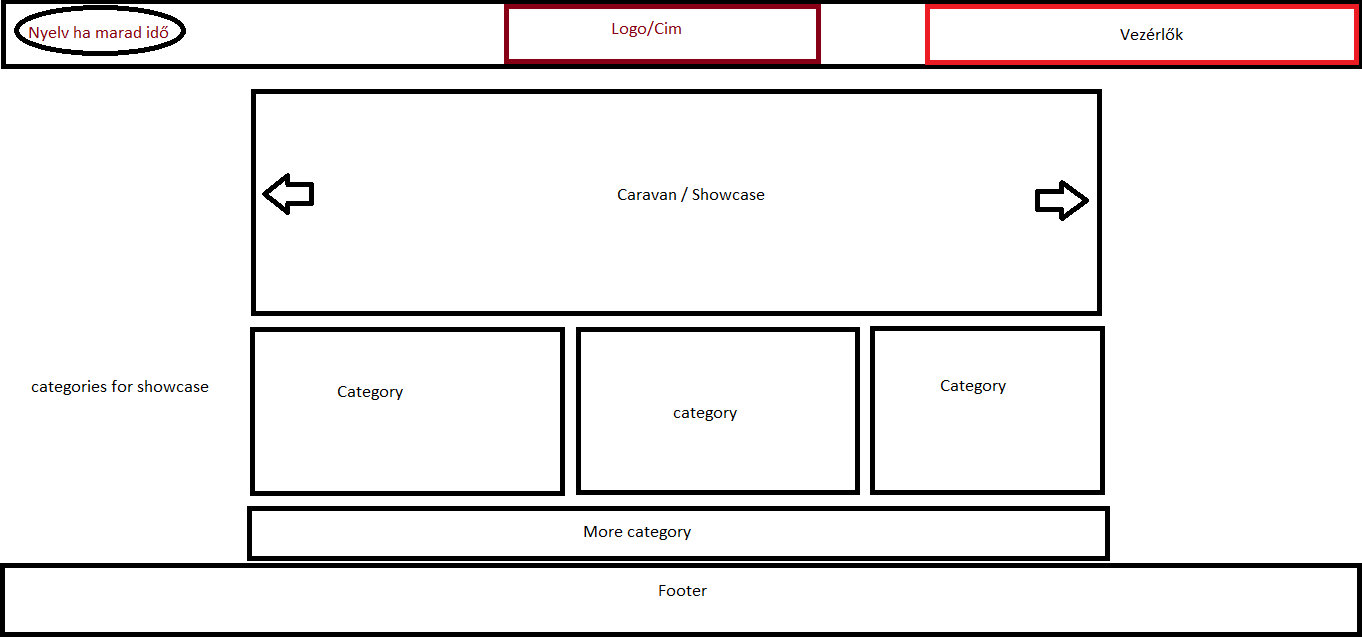 Nyelv ha marad idő
Logo/Cim
Vezérlők
Caravan / Showcase
categories for showcase
Category
category
Category
More category
Footer